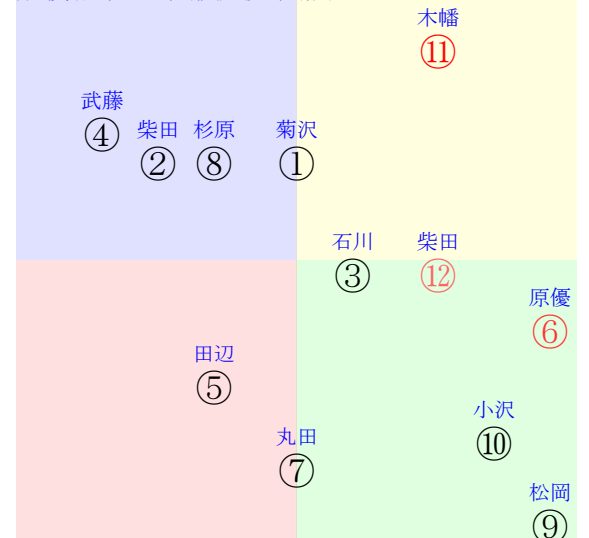 木幡
⑪
武藤
④
柴田
②
杉原
⑧
菊沢
①
石川
③
柴田
⑫
原優
⑥
田辺
⑤
小沢
⑩
丸田
⑦
松岡
⑨